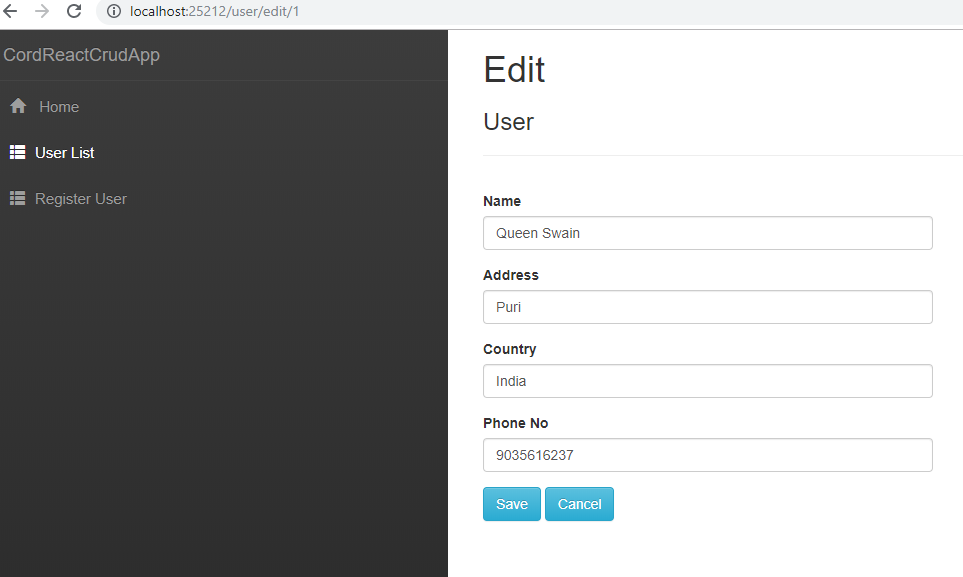 localhost:25212/user/edit/1
CordReactCrudApp
Home
User List
Register User
Edit
User
Name
Queen Swain
Address
Puri
Country
India
Phone No
9035616237
Save Cancel